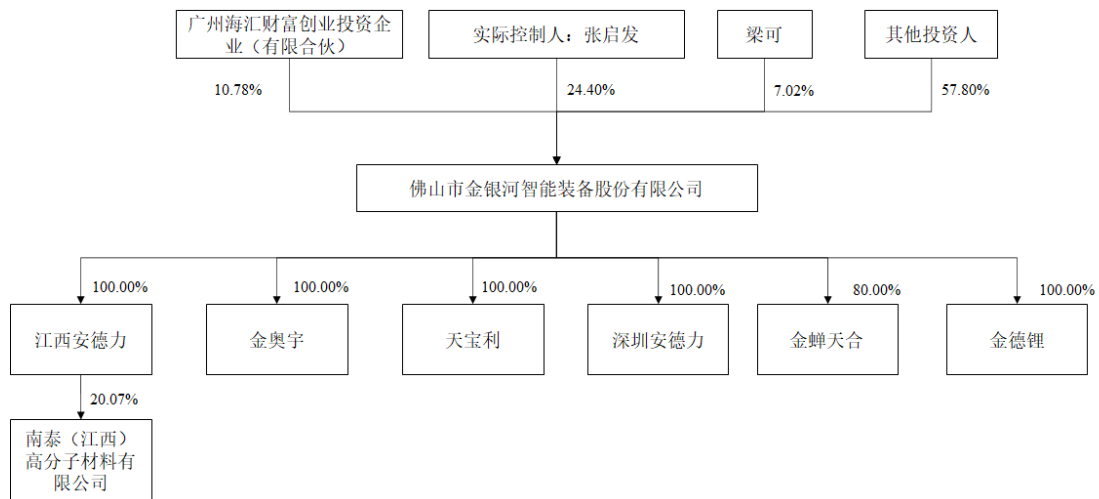 广州海汇财富创业投资企
业（有限合伙）
实际控制人：张启发
梁可
其他投资人
10.78%
24.40%
7.02%
57.80%
佛山市金银河智能装备股份有限公司
100.00%
100.00%
100.00%
100.00%
80.00%
100.00%
江西安德力
金奥宇
天宝利
深圳安德力
金蝉天合
金德锂
20.07%
南泰（江西）
高分子材料有
限公司